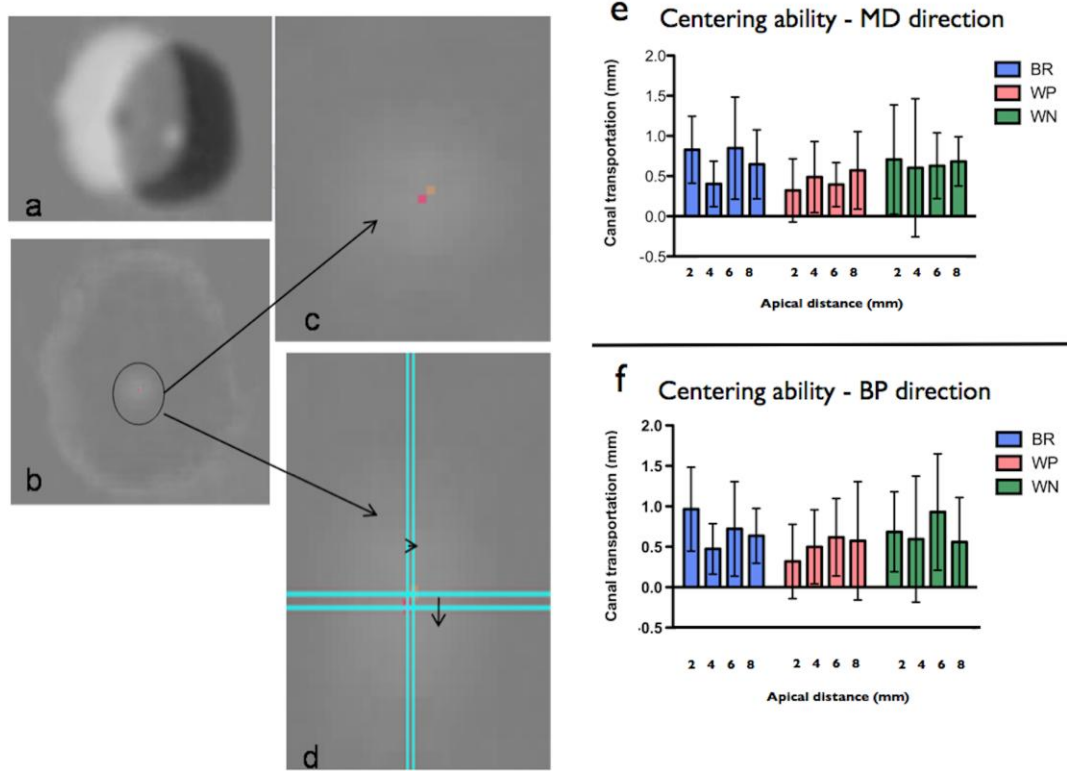 a
b
c
d
e
Centering ability - MD direction
Canal transportation (mm)
2.0
1.5
1.0
0.5
0.0
-0.5
2 4 6 8 2 4 6 8 2 4 6 8
Apical distance (mm)
BR
WP
WN
f
Centering ability - BP direction
Canal transportation (mm)
2.0
1.5
1.0
0.5
0.0
-0.5
2 4 6 8 2 4 6 8 2 4 6 8
Apical distance (mm)
BR
WP
WN